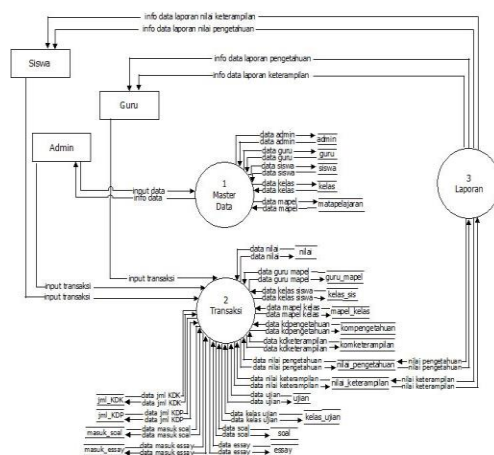 info data laporan nilai keterampilan
info data laporan nilai pengetahuan
Siswa
info data laporan pengetahuan
info data laporan keterampilan
Guru
Admin
data admin
data admin
admin
data guru
data guru
guru
data siswa
data siswa
siswa
data kelas
data kelas
kelas
data mapel
data mapel
matapelajaran
1
Master
Data
input data
info data
3
Laporan
input transaksi
input transaksi
input transaksi
2
Transaksi
data nilai
data nilai
nilai
data guru mapel
data guru mapel
guru_mapel
data kelas siswa
data kelas siswa
kelas_sis
data mapel kelas
data mapel kelas
mapel_kelas
data kdpengetahuan
data kdpengetahuan
kompengetahuan
data kdketerampilan
data kdketerampilan
komketerampilan
data nilai pengetahuan
data nilai pengetahuan
nilai_pengetahuan
nilai pengetahuan
nilai pengetahuan
data nilai keterampilan
data nilai keterampilan
nilai_keterampilan
nilai keterampilan
nilai keterampilan
data ujian
data ujian
ujian
data kelas ujian
data kelas ujian
kelas_ujian
data soal
data soal
soal
data essay
data essay
essay
data jml KDK
data jml KDK
jml_KDK
data jml KDP
data jml KDP
jml_KDP
data masuk soal
data masuk soal
masuk_soal
data masuk essay
data masuk essay
masuk_essay